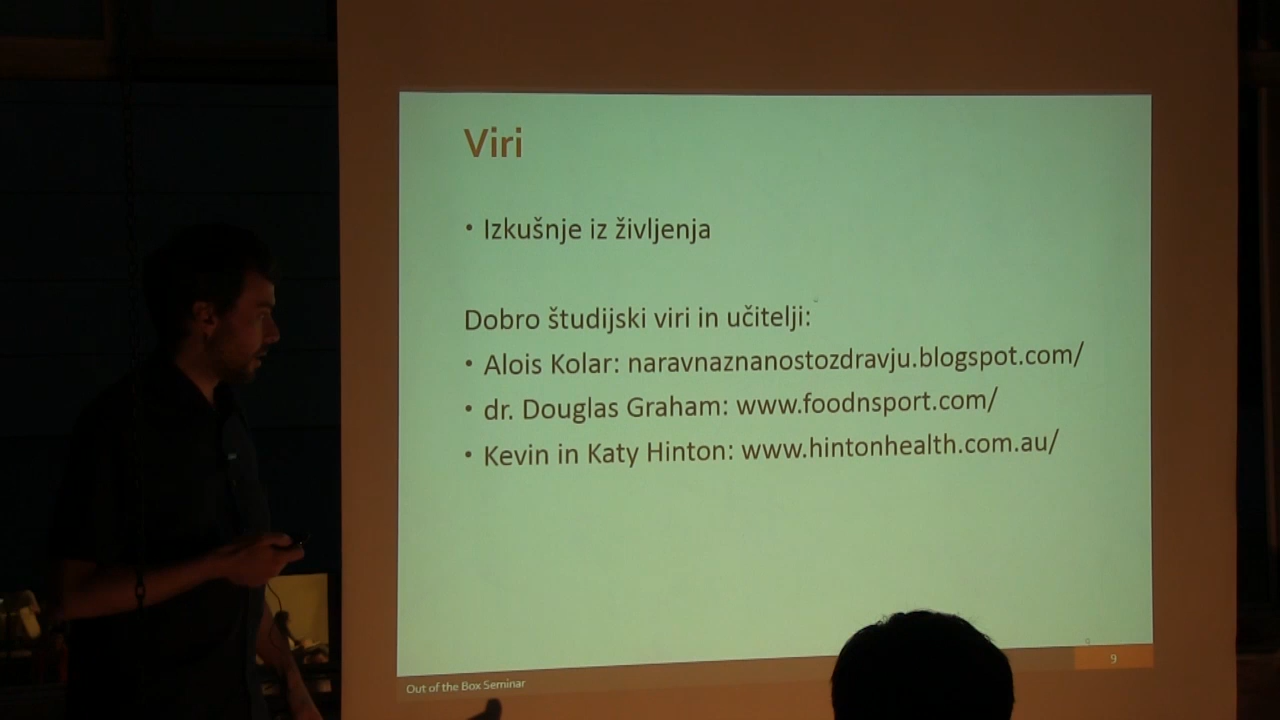 Viri
• Izkušnje iz življenja
Dobro študijski viri in učitelji:
• Alois Kolar: naravnaznanostozdravju.blogspot.com/
• dr. Douglas Graham: www.foodnsport.com/
• Kevin in Katy Hinton: www.hintonhealth.com.au/
9
Out of the Box Seminar